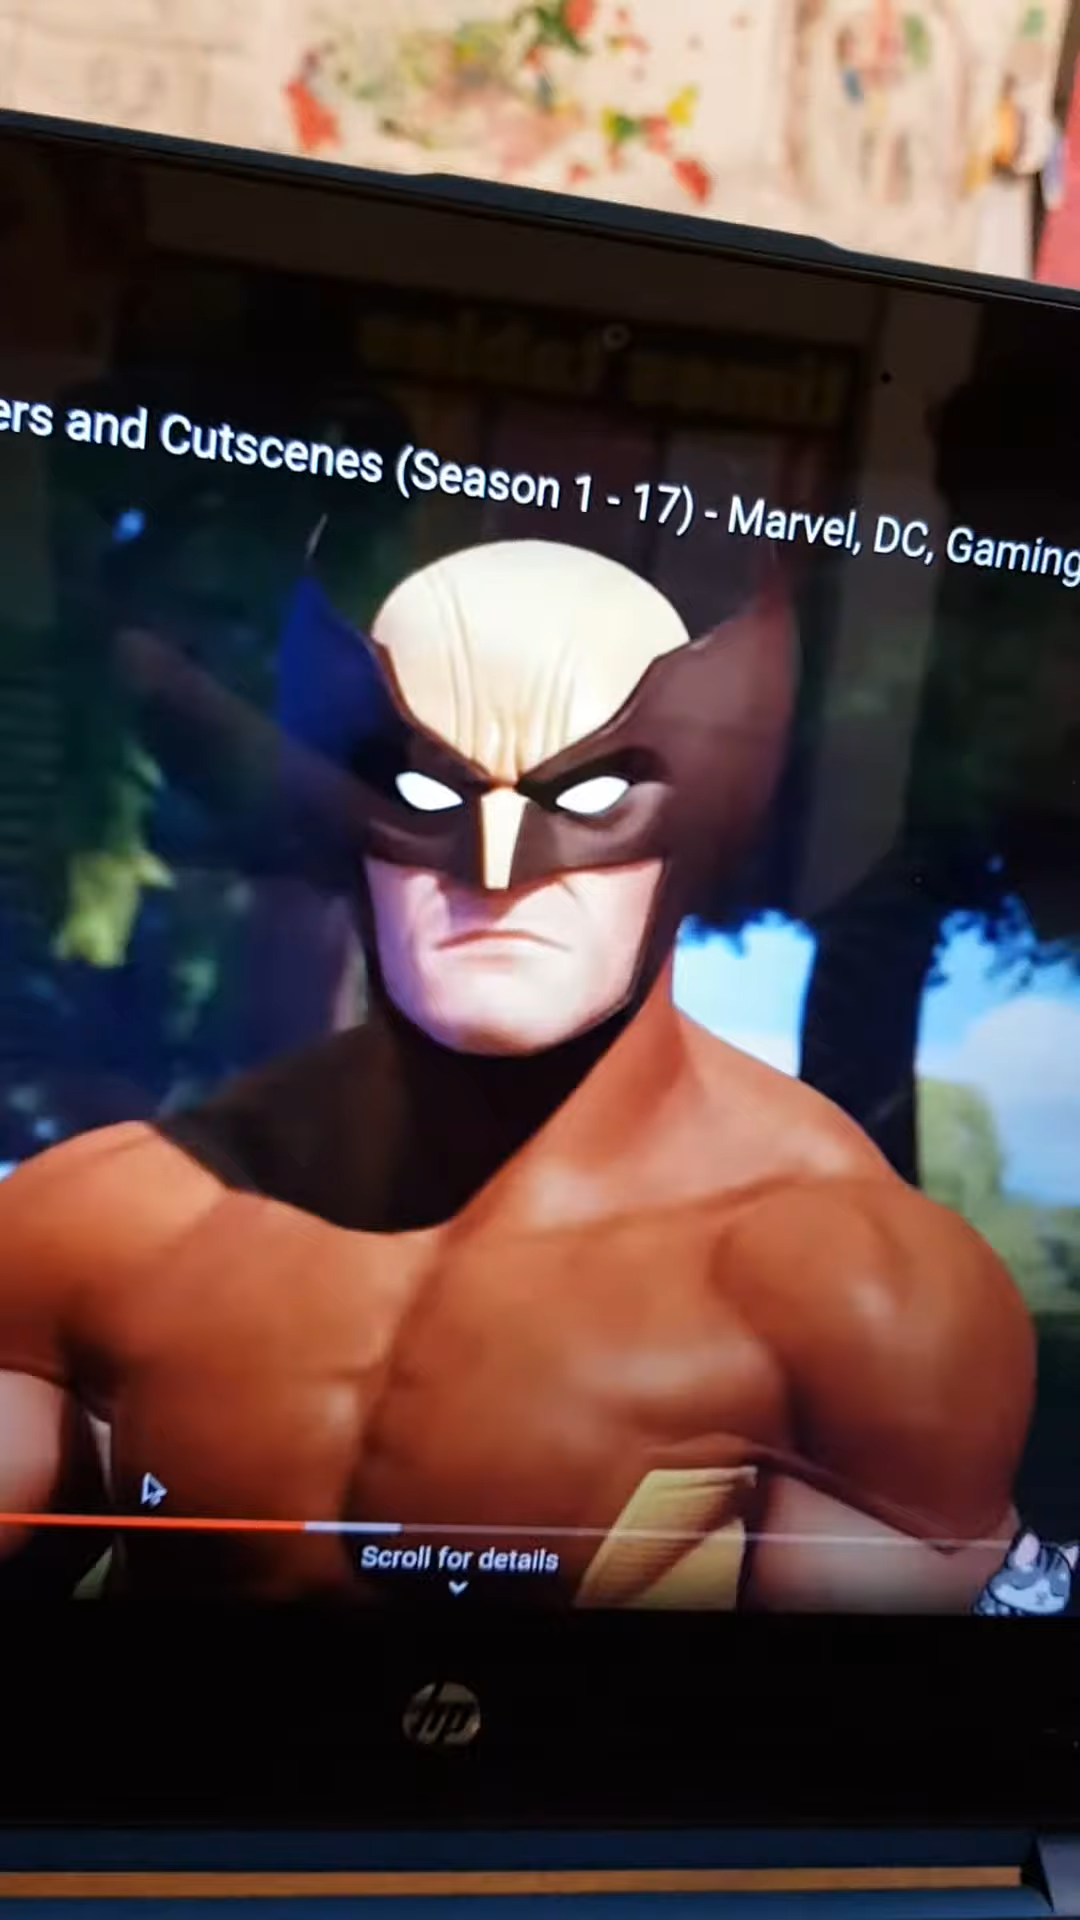 ers and Cutscenes (Season 1 - 17) - Marvel, DC, Gaming
Scroll for details
hp